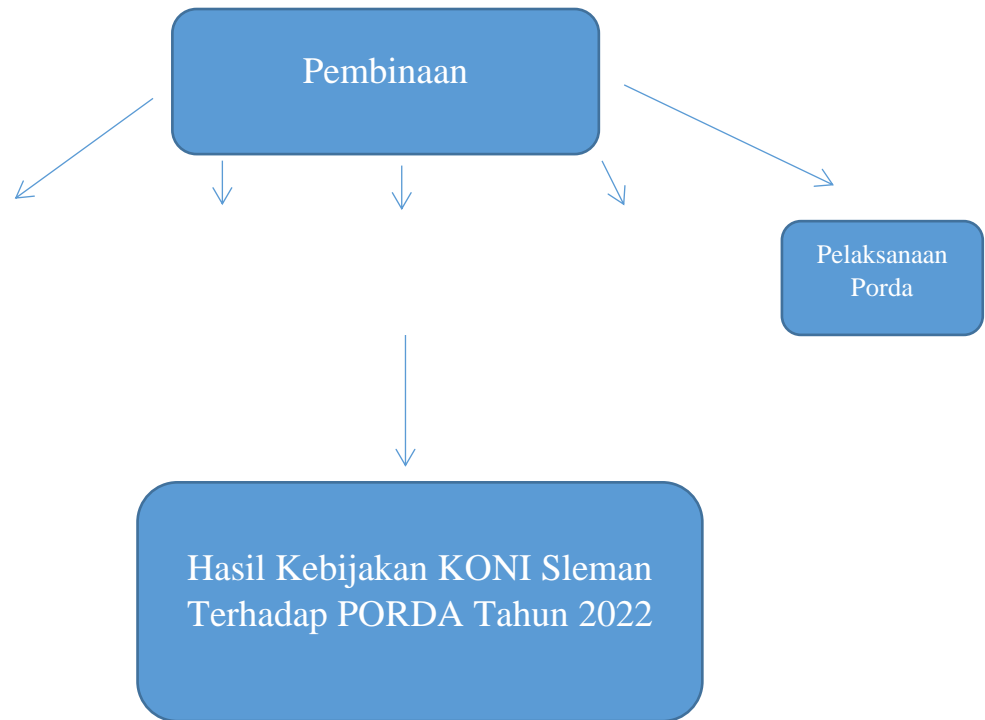 Pembinaan
Pelaksanaan
Porda
Hasil Kebijakan KONI Sleman
Terhadap PORDA Tahun 2022